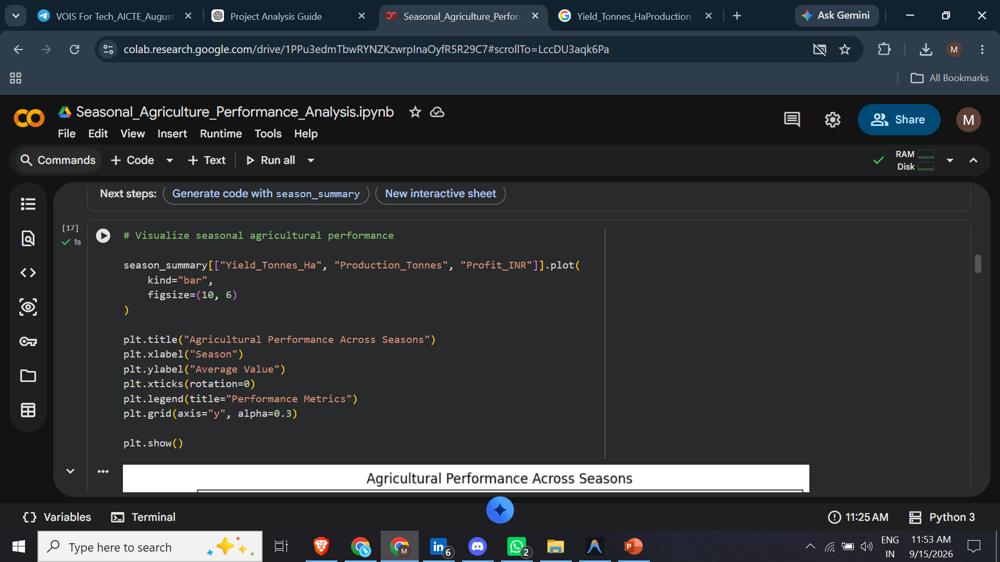 VOIS For Tech_AICTE_August
Project Analysis Guide
Seasonal_Agriculture_Perfor
Yield_Tonnes_HaProduction_
Ask Gemini
colab.research.google.com/drive/1PPu3edmTbwRYNZKzwrpInaOyfR5R29C7#scrollTo=LccDU3aqk6Pa
M
All Bookmarks
Seasonal_Agriculture_Performance_Analysis.ipynb
Share
M
File Edit View Insert Runtime Tools Help
Commands + Code + Text Run all
RAM
Disk
Next steps: Generate code with season_summary New interactive sheet
[17]
1s
# Visualize seasonal agricultural performance
season_summary[["Yield_Tonnes_Ha", "Production_Tonnes", "Profit_INR"]].plot(
kind="bar",
figsize=(10, 6)
)
plt.title("Agricultural Performance Across Seasons")
plt.xlabel("Season")
plt.ylabel("Average Value")
plt.xticks(rotation=0)
plt.legend(title="Performance Metrics")
plt.grid(axis="y", alpha=0.3)
plt.show()
Agricultural Performance Across Seasons
{} Variables Terminal
11:25 AM Python 3
Type here to search
M
in 6
2
P
ENG
IN
11:53 AM
9/15/2026